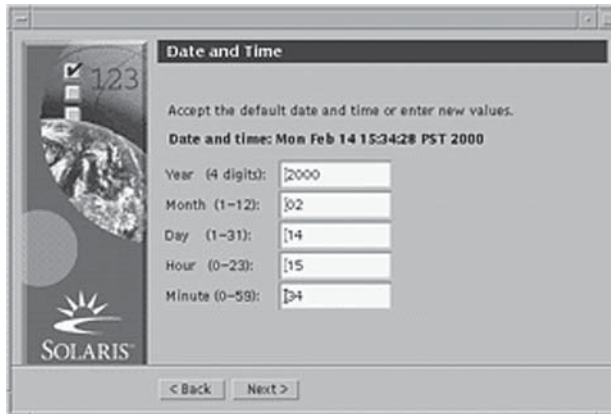 Date and Time
123
Accept the default date and time or enter new values.
Date and time: Mon Feb 14 15:34:28 PST 2000
Year (4 digits): 2000
Month (1-12): 02
Day (1-31): 14
Hour (0-23): 15
Minute (0-59): 34
SOLARIS™
< Back Next >